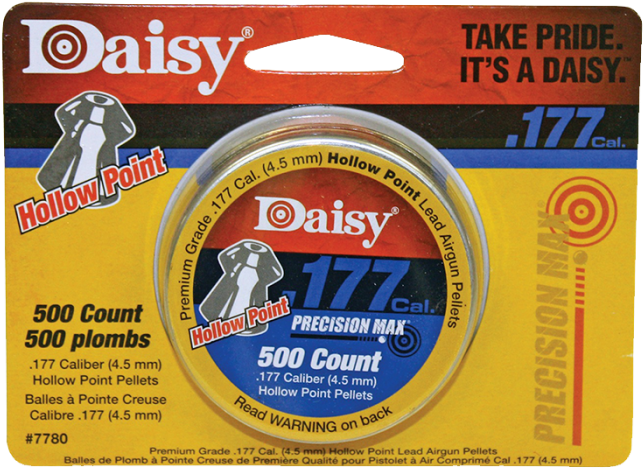 Daisy®
TAKE PRIDE.
IT'S A DAISY.™
.177 Cal.
Hollow Point
Premium Grade .177 Cal. (4.5 mm) Hollow Point Lead Airgun Pellets
Daisy®
.177 Cal.
Hollow Point
PRECISION MAX®
500 Count
.177 Caliber (4.5 mm)
Hollow Point Pellets
Read WARNING on back
PRECISION MAX®
500 Count
500 plombs
.177 Caliber (4.5 mm)
Hollow Point Pellets
Balles à Pointe Creuse
Calibre .177 (4.5 mm)
#7780
Premium Grade .177 Cal. (4.5 mm) Hollow Point Lead Airgun Pellets
Balles de Plomb à Pointe Creuse de Première Qualité pour Pistolet à Air Comprimé Cal .177 (4.5 mm)